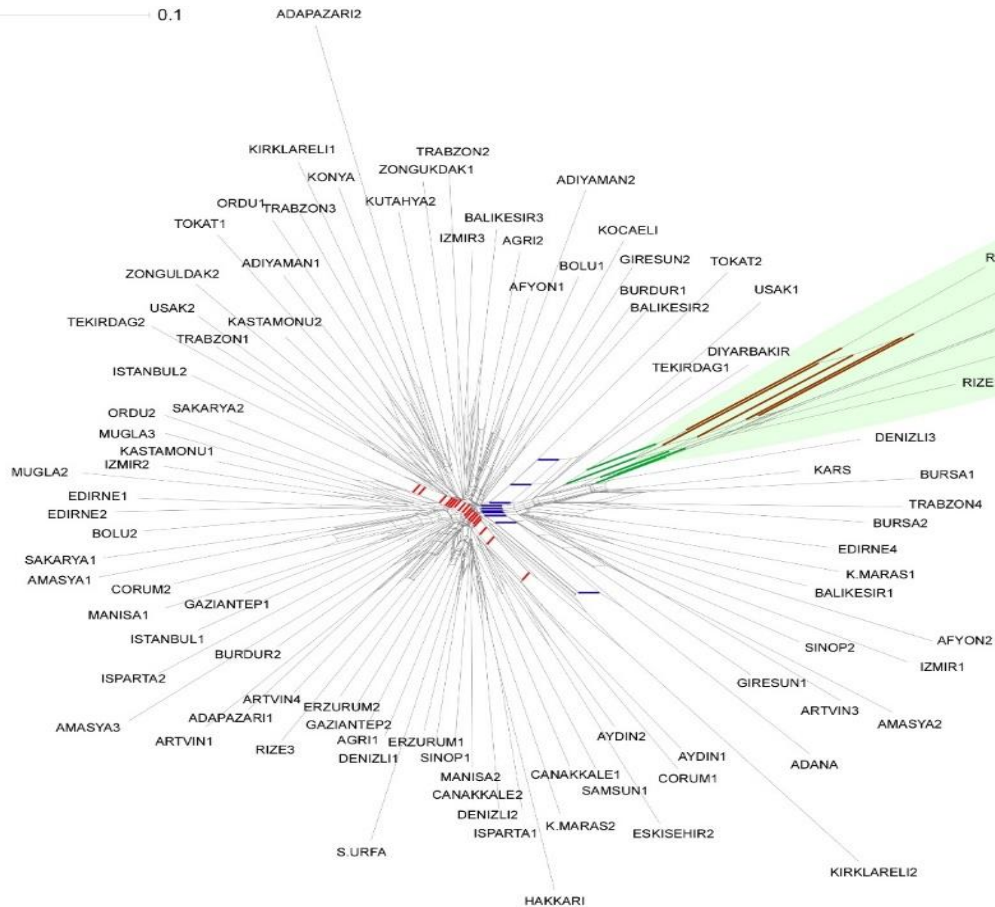 0.1
ADAPAZARI2
KIRKLARELI1
TRABZON2
ZONGUKDAK1
KONYA
ADIYAMAN2
ORDU1
TRABZON3
KUTAHYA2
BALIKESIR3
TOKAT1
IZMIR3
AGRI2
KOCAELI
ADIYAMAN1
BOLU1
GIRESUN2
TOKAT2
ZONGULDAK2
AFYON1
BURDUR1
USAK1
USAK2
BALIKESIR2
TEKIRDAG2
KASTAMONU2
TRABZON1
DIYARBAKIR
R
TEKIRDAG1
ISTANBUL2
RIZE
ORDU2
SAKARYA2
MUGLA3
DENIZLI3
KASTAMONU1
IZMIR2
MUGLA2
KARS
BURSA1
EDIRNE1
TRABZON4
EDIRNE2
BURSA2
BOLU2
EDIRNE4
SAKARYA1
K.MARAS1
AMASYA1
CORUM2
BALIKESIR1
GAZIANTEP1
MANISA1
ISTANBUL1
AFYON2
BURDUR2
SINOP2
IZMIR1
ISPARTA2
GIRESUN1
ARTVIN4
ERZURUM2
ARTVIN3
AMASYA3
ADAPAZARI1
GAZIANTEP2
AMASYA2
ARTVIN1
AGRI1
ERZURUM1
AYDIN2
RIZE3
DENIZLI1
SINOP1
AYDIN1
ADANA
MANISA2
CANAKKALE1
CORUM1
CANAKKALE2
SAMSUN1
DENIZLI2
K.MARAS2
ISPARTA1
ESKISEHIR2
S.URFA
KIRKLARELI2
HAKKARI